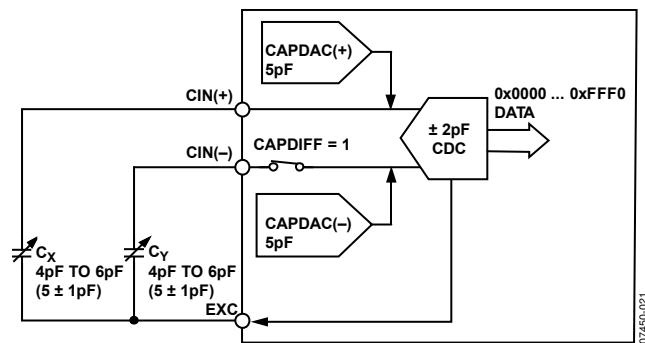 CAPDAC(+)
5pF
CIN(+)
0x0000 ... 0xFFF0
DATA
± 2pF
CDC
CAPDIFF = 1
CIN(–)
CAPDAC(–)
5pF
CX
4pF TO 6pF
(5 ± 1pF)
CY
4pF TO 6pF
(5 ± 1pF)
EXC
07450-021